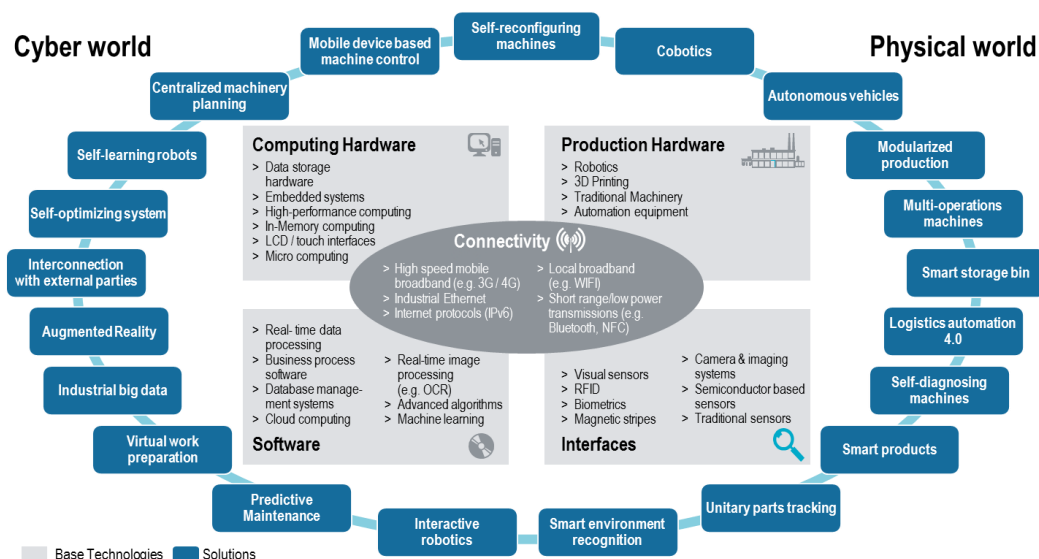 Cyber world
Physical world
Self-reconfiguring
machines
Mobile device based
machine control
Cobotics
Centralized machinery
planning
Autonomous vehicles
Self-learning robots
Modularized
production
Self-optimizing system
Multi-operations
machines
Interconnection
with external parties
Smart storage bin
Augmented Reality
Logistics automation
4.0
Industrial big data
Self-diagnosing
machines
Virtual work
preparation
Smart products
Predictive
Maintenance
Unitary parts tracking
Interactive
robotics
Smart environment
recognition
Computing Hardware
> Data storage
hardware
> Embedded systems
> High-performance computing
> In-Memory computing
> LCD / touch interfaces
> Micro computing
Production Hardware
> Robotics
> 3D Printing
> Traditional Machinery
> Automation equipment
Connectivity
> High speed mobile
broadband (e.g. 3G / 4G)
> Industrial Ethernet
> Internet protocols (IPv6)
> Local broadband
(e.g. WIFI)
> Short range/low power
transmissions (e.g.
Bluetooth, NFC)
> Real- time data
processing
> Business process
software
> Database manage-
ment systems
> Cloud computing
> Real-time image
processing
(e.g. OCR)
> Advanced algorithms
> Machine learning
Software
> Visual sensors
> RFID
> Biometrics
> Magnetic stripes
> Camera & imaging
systems
> Semiconductor based
sensors
> Traditional sensors
Interfaces
Base Technologies
Solutions